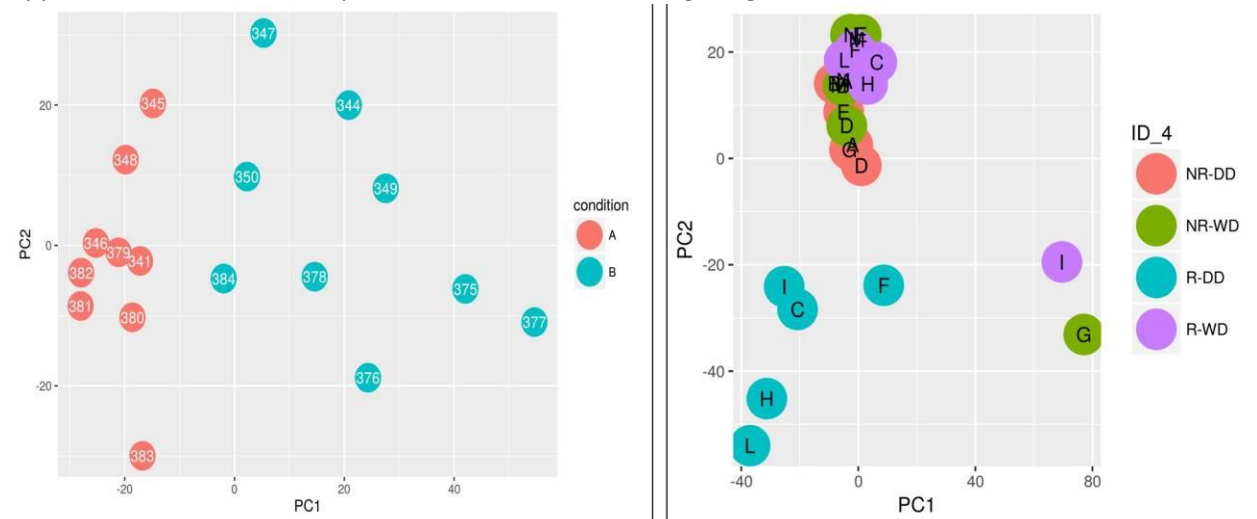 347
345
344
348
350
349
346
379
341
382
384
378
375
381
380
377
376
383
20
0
-20
PC2
-20
0
20
40
PC1
condition
A
B
L
C
H
E
D
A
G
D
I
I
F
C
G
H
L
20
0
-20
-40
PC2
-40
0
40
80
PC1
ID_4
NR-DD
NR-WD
R-DD
R-WD